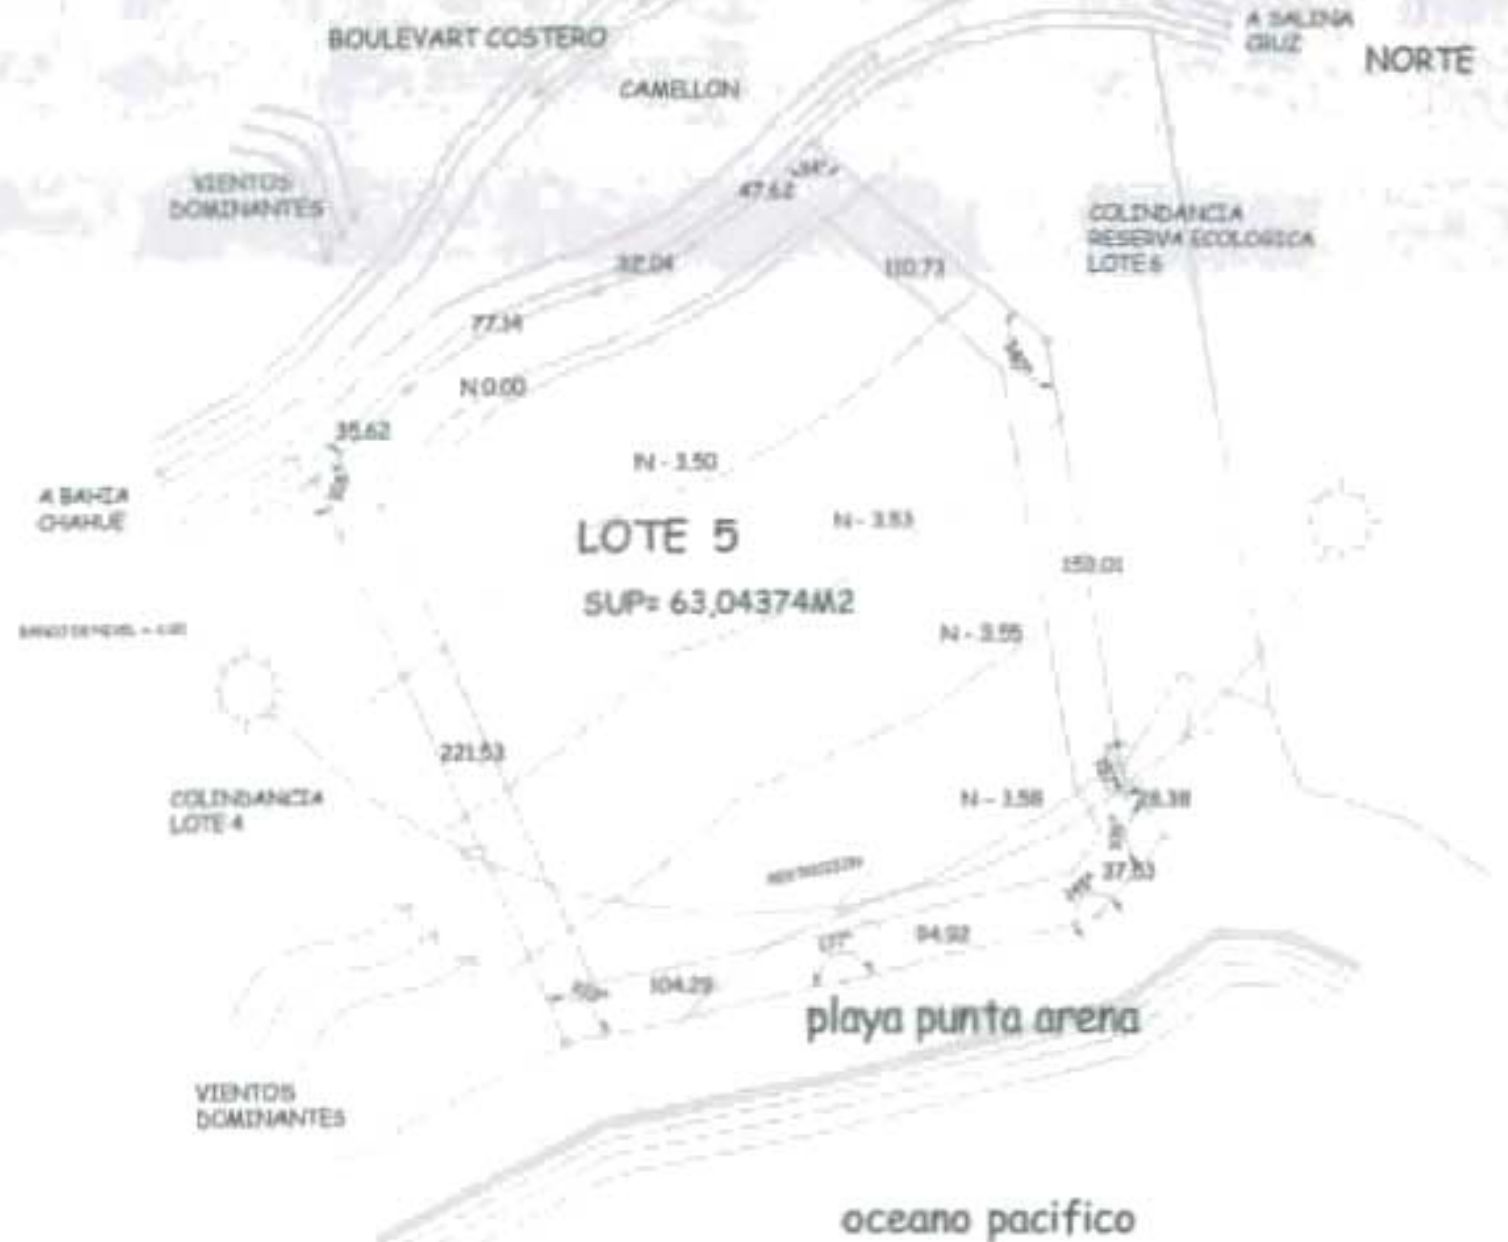 BOULEVART COSTERO
A SALINA
CRUZ
NORTE
CAMELLON
VIENTOS
DOMINANTES
47.62
COLINDANCIA
RESERVA ECOLOGICA
LOTE 6
32.04
110.73
77.14
N 0.00
35.62
N - 3.50
A BAHIA
CHAHUE
LOTE 5
N - 3.53
SUP= 63,04374M2
N - 3.55
221.53
COLINDANCIA
LOTE 4
N - 3.58
28.38
37.53
94.92
104.29
playa punta arena
VIENTOS
DOMINANTES
oceano pacifico